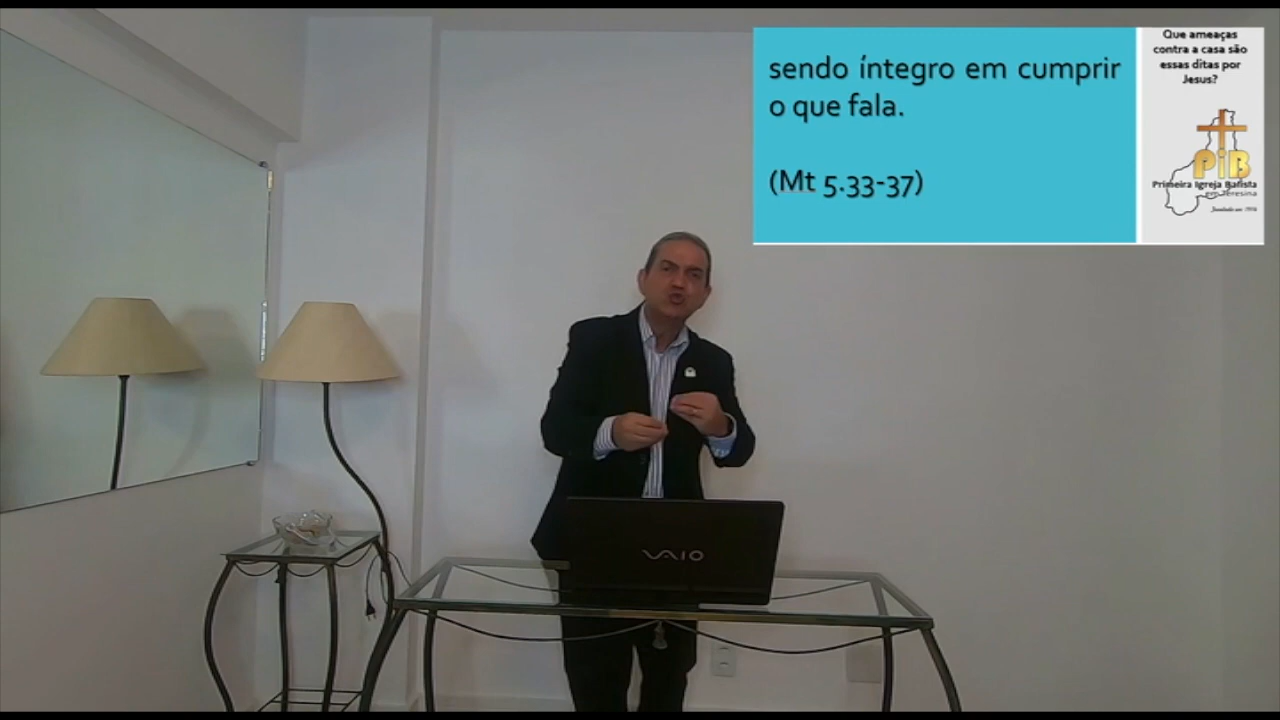 sendo íntegro em cumprir
o que fala.
(Mt 5.33-37)
Que ameaças
contra a casa são
essas ditas por
Jesus?
PiB
Primeira Igreja Batista
em Teresina
VAIO